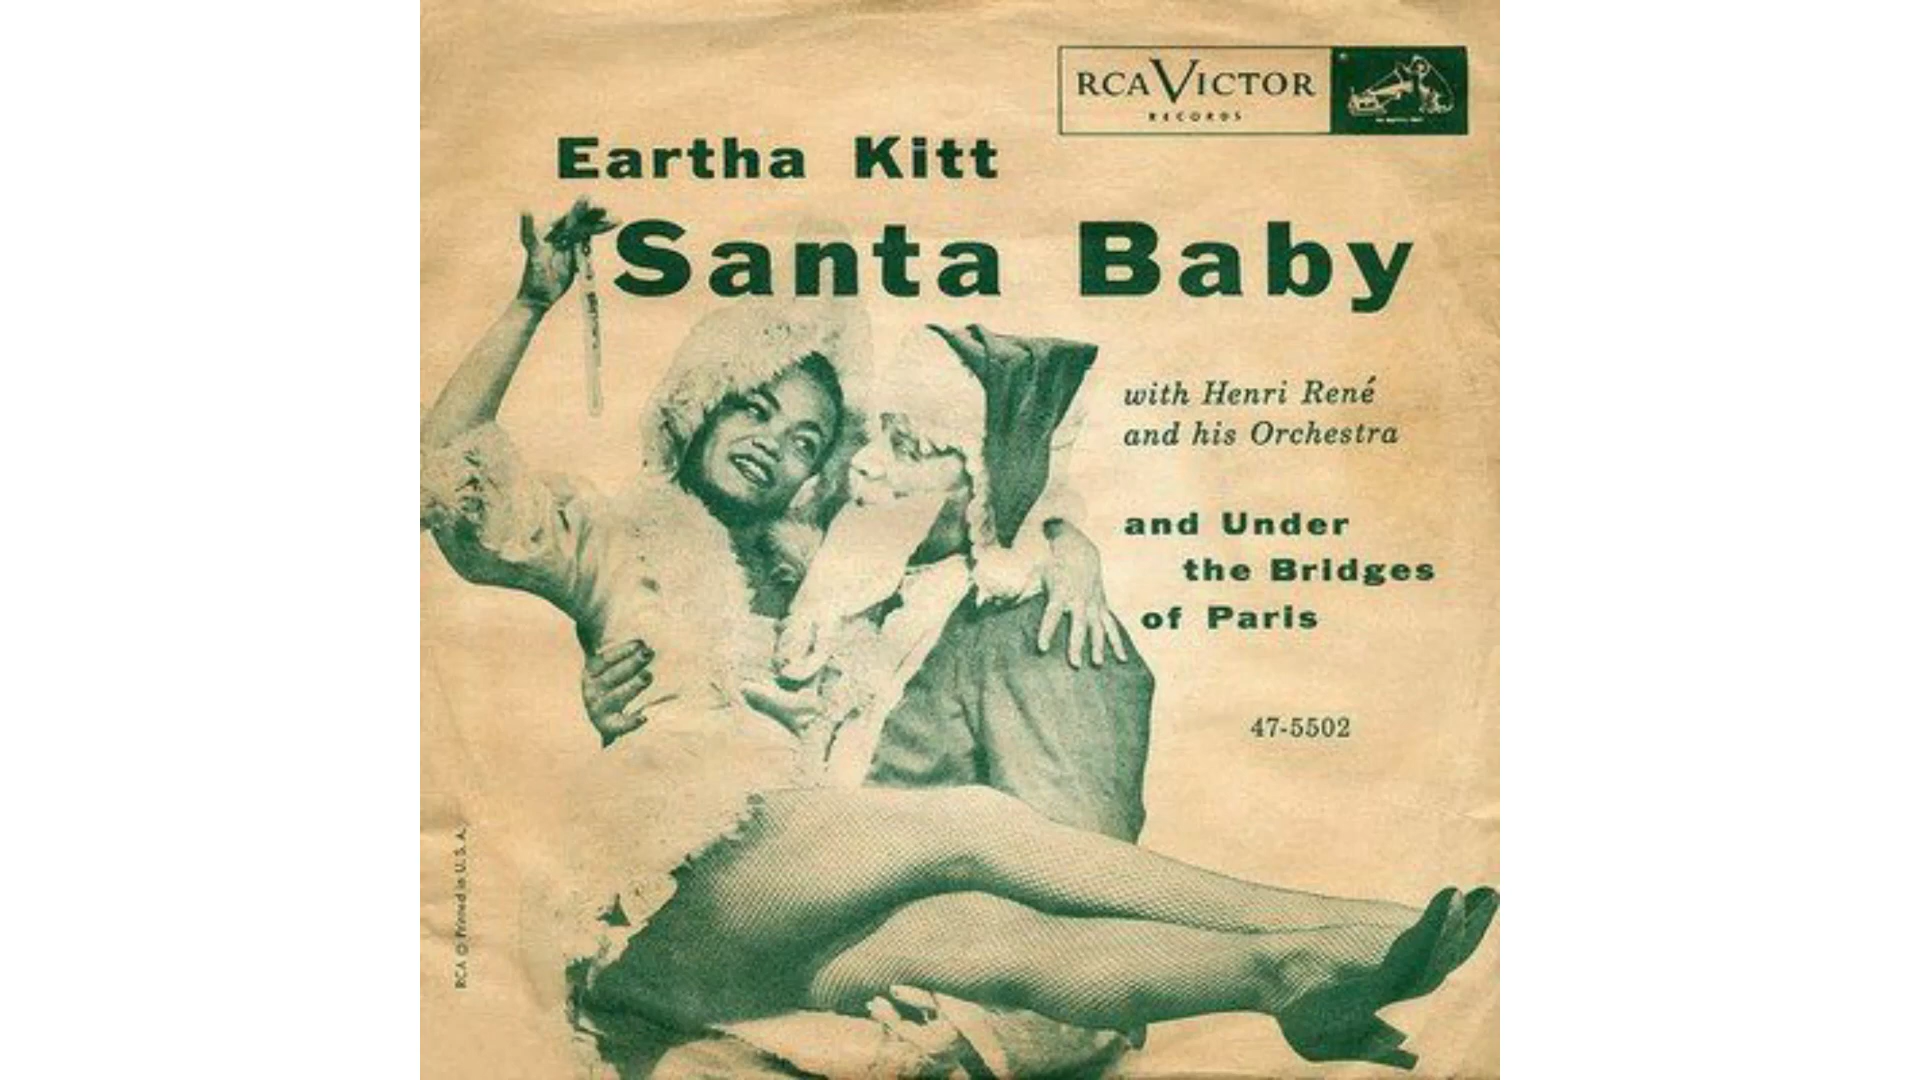 RCA VICTOR
RECORDS
Eartha Kitt
Santa Baby
with Henri René
and his Orchestra
and Under
the Bridges
of Paris
47-5502
RCA Printed in U.S.A.